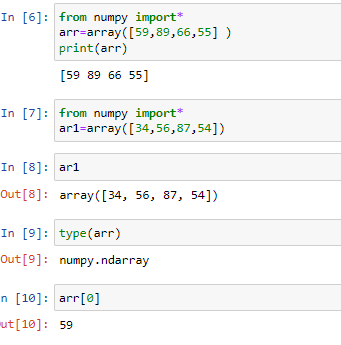 In [6]: from numpy import*
arr=array([59,89,66,55] )
print(arr)
[59 89 66 55]
In [7]: from numpy import*
ar1=array([34,56,87,54])
In [8]: ar1
Out[8]: array([34, 56, 87, 54])
In [9]: type(arr)
Out[9]: numpy.ndarray
n [10]: arr[0]
ut[10]: 59